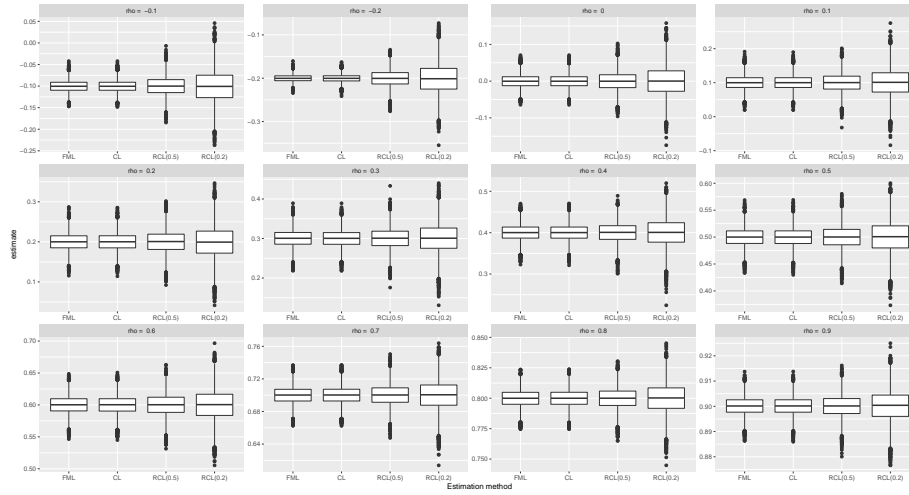 rho = −0.1
rho = −0.2
rho = 0
rho = 0.1
0.05
0.00
−0.05
−0.10
−0.15
−0.20
−0.25
−0.1
−0.2
−0.3
0.1
0.0
−0.1
0.2
0.1
0.0
−0.1
FML CL RCL(0.5) RCL(0.2)
FML CL RCL(0.5) RCL(0.2)
FML CL RCL(0.5) RCL(0.2)
FML CL RCL(0.5) RCL(0.2)
rho = 0.2
rho = 0.3
rho = 0.4
rho = 0.5
estimate
0.3
0.2
0.1
0.4
0.3
0.2
0.5
0.4
0.3
0.60
0.55
0.50
0.45
0.40
FML CL RCL(0.5) RCL(0.2)
FML CL RCL(0.5) RCL(0.2)
FML CL RCL(0.5) RCL(0.2)
FML CL RCL(0.5) RCL(0.2)
rho = 0.6
rho = 0.7
rho = 0.8
rho = 0.9
0.70
0.65
0.60
0.55
0.50
0.76
0.72
0.68
0.64
0.850
0.825
0.800
0.775
0.750
0.92
0.90
0.88
FML CL RCL(0.5) RCL(0.2)
FML CL RCL(0.5) RCL(0.2)
FML CL RCL(0.5) RCL(0.2)
FML CL RCL(0.5) RCL(0.2)
Estimation method